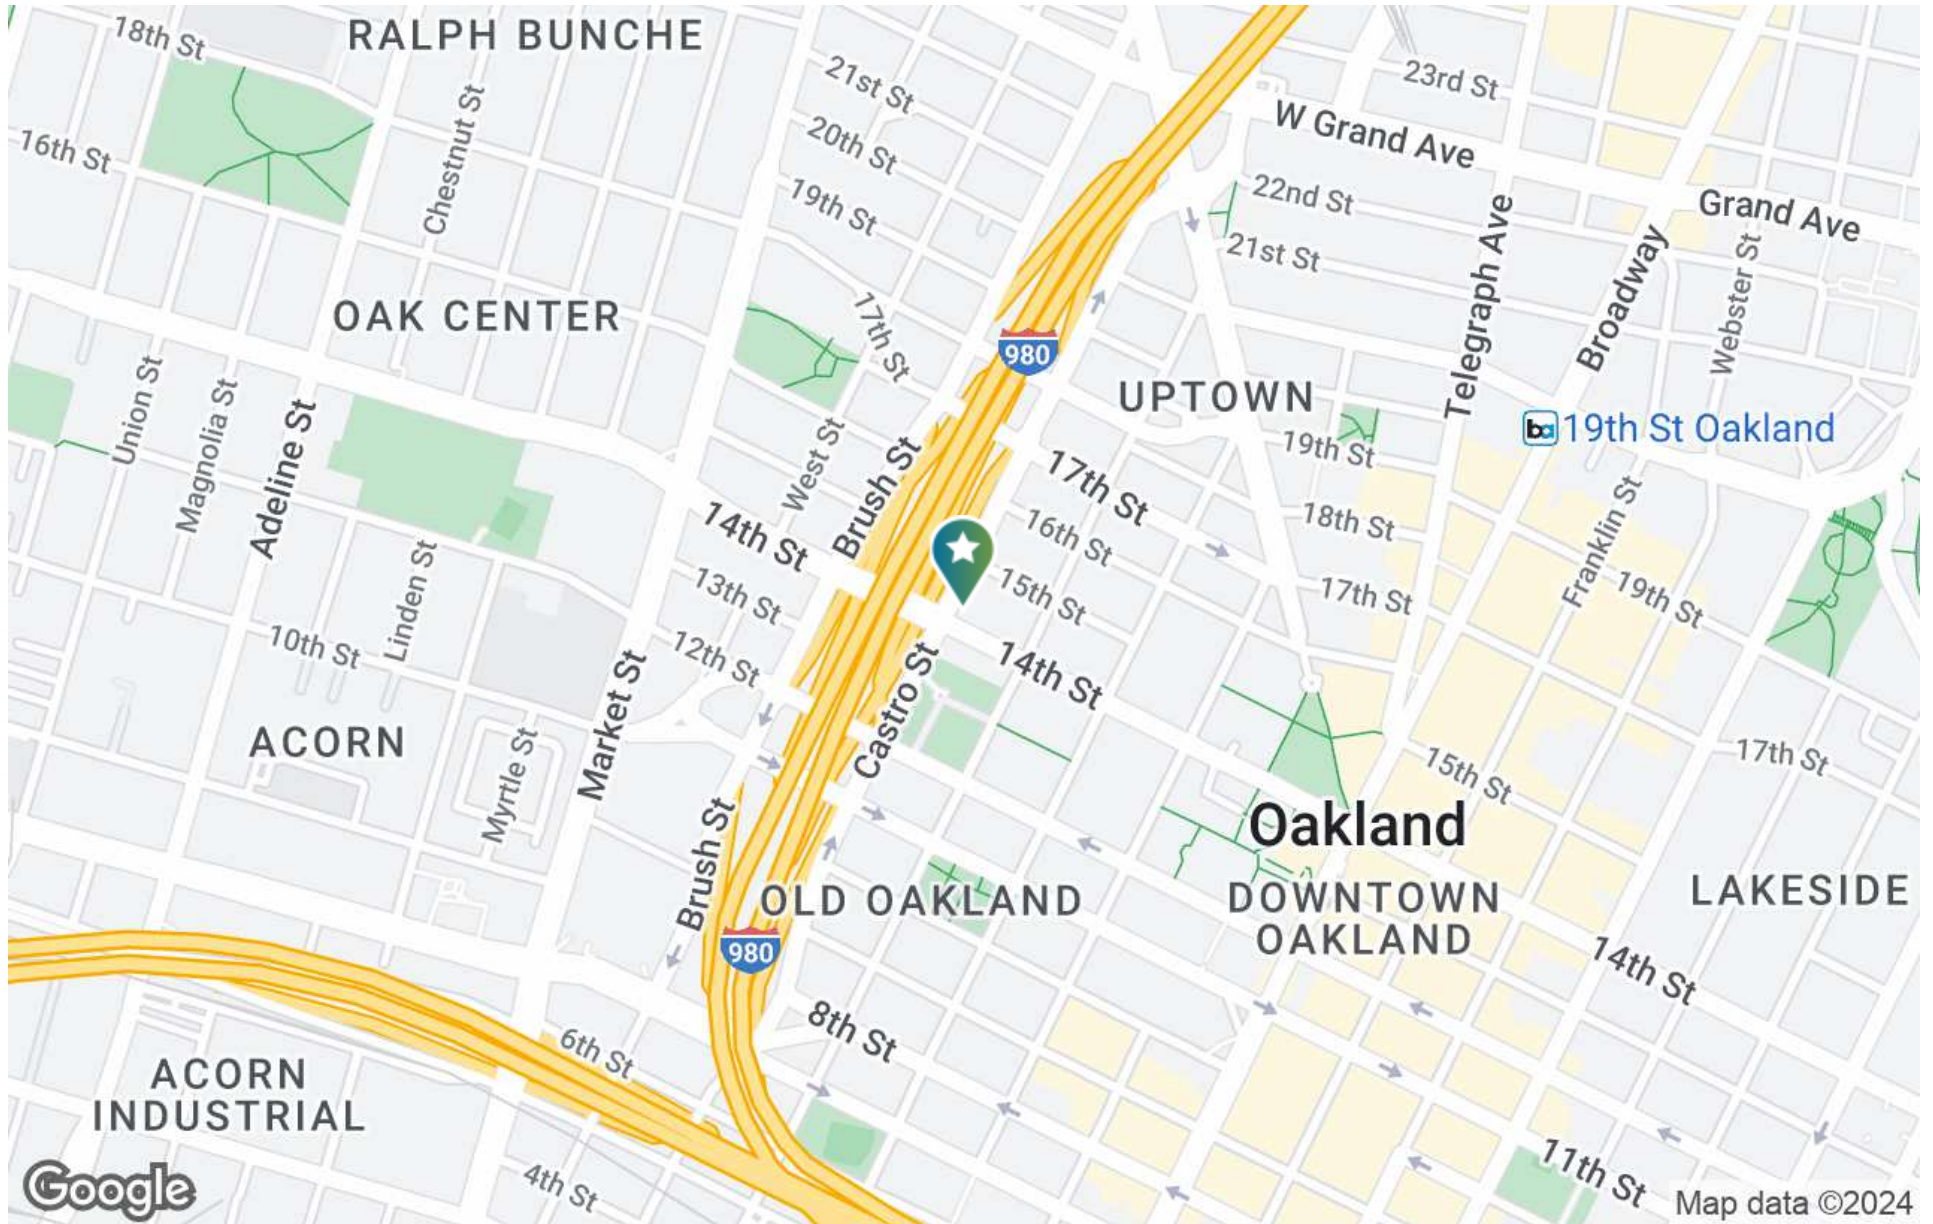 18th St
RALPH BUNCHE
21st St
23rd St
Chestnut St
16th St
20th St
W Grand Ave
19th St
22nd St
Grand Ave
21st St
Telegraph Ave
Broadway
Webster St
OAK CENTER
17th St
980
UPTOWN
19th St Oakland
Union St
Magnolia St
Adeline St
West St
Brush St
19th St
17th St
Franklin St
14th St
16th St
18th St
13th St
15th St
17th St
19th St
Linden St
10th St
12th St
14th St
Market St
Castro St
ACORN
Myrtle St
15th St
17th St
Brush St
Oakland
OLD OAKLAND
DOWNTOWN
OAKLAND
LAKESIDE
980
14th St
8th St
6th St
ACORN
INDUSTRIAL
11th St
4th St
Google
Map data ©2024